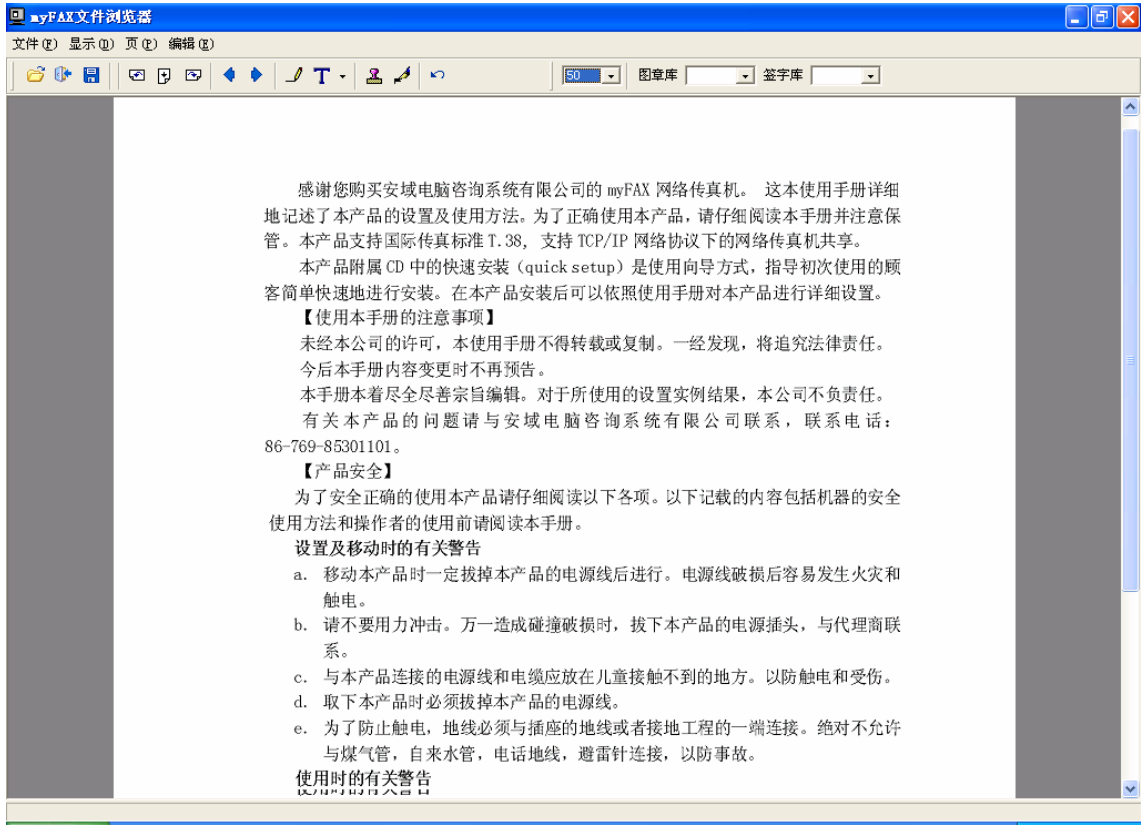 myFAX文件浏览器
文件(F) 显示(D) 页(P) 编辑(E)
T 50 图章库 签字库
感谢您购买安域电脑咨询系统有限公司的 myFAX 网络传真机。 这本使用手册详细
地记述了本产品的设置及使用方法。为了正确使用本产品,请仔细阅读本手册并注意保
管。本产品支持国际传真标准 T.38, 支持 TCP/IP 网络协议下的网络传真机共享。
本产品附属 CD 中的快速安装（quick setup）是使用向导方式，指导初次使用的顾
客简单快速地进行安装。在本产品安装后可以依照使用手册对本产品进行详细设置。
【使用本手册的注意事项】
未经本公司的许可，本使用手册不得转载或复制。一经发现，将追究法律责任。
今后本手册内容变更时不再预告。
本手册本着尽全尽善宗旨编辑。对于所使用的设置实例结果，本公司不负责任。
有关本产品的问题请与安域电脑咨询系统有限公司联系，联系电话：
86-769-85301101。
【产品安全】
为了安全正确的使用本产品请仔细阅读以下各项。以下记载的内容包括机器的安全
使用方法和操作者的使用前请阅读本手册。
设置及移动时的有关警告
a. 移动本产品时一定拔掉本产品的电源线后进行。电源线破损后容易发生火灾和
触电。
b. 请不要用力冲击。万一造成碰撞破损时，拔下本产品的电源插头，与代理商联
系。
c. 与本产品连接的电源线和电缆应放在儿童接触不到的地方。以防触电和受伤。
d. 取下本产品时必须拔掉本产品的电源线。
e. 为了防止触电，地线必须与插座的地线或者接地工程的一端连接。绝对不允许
与煤气管，自来水管，电话地线，避雷针连接，以防事故。
使用时的有关警告